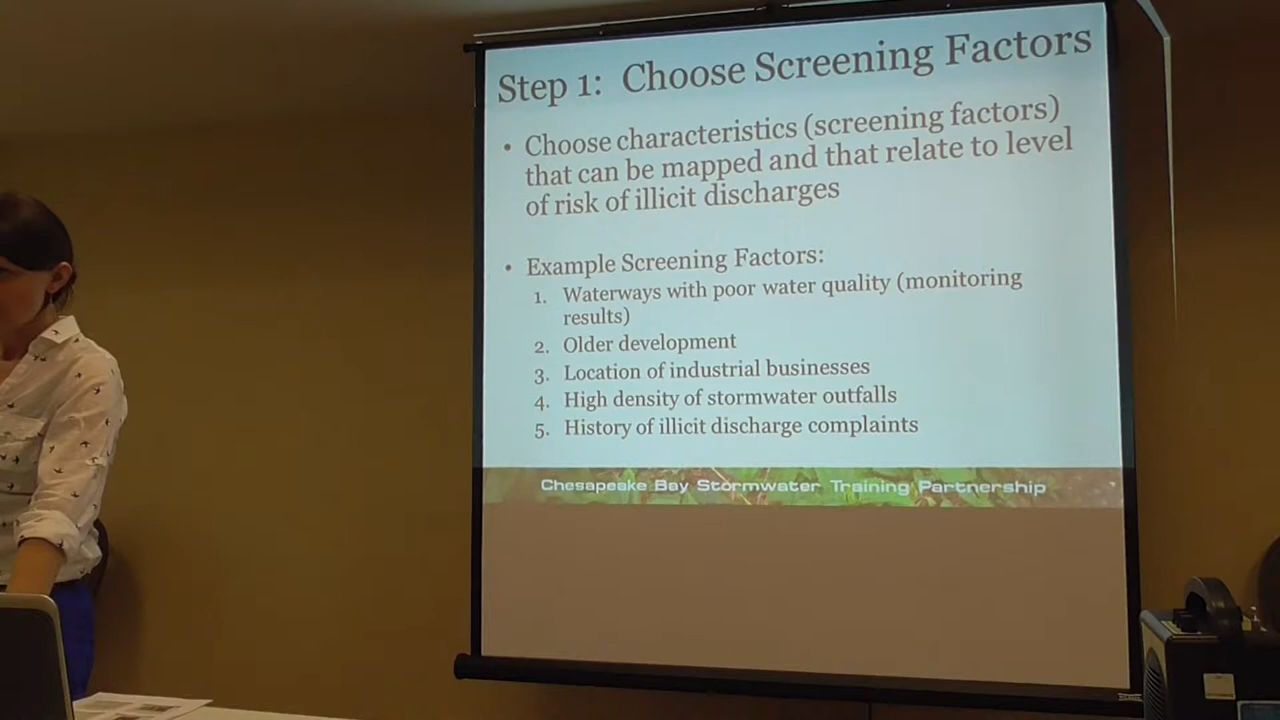 Step 1: Choose Screening Factors
• Choose characteristics (screening factors)
that can be mapped and that relate to level
of risk of illicit discharges
• Example Screening Factors:
1. Waterways with poor water quality (monitoring
results)
2. Older development
3. Location of industrial businesses
4. High density of stormwater outfalls
5. History of illicit discharge complaints
Chesapeake Bay Stormwater Training Partnership